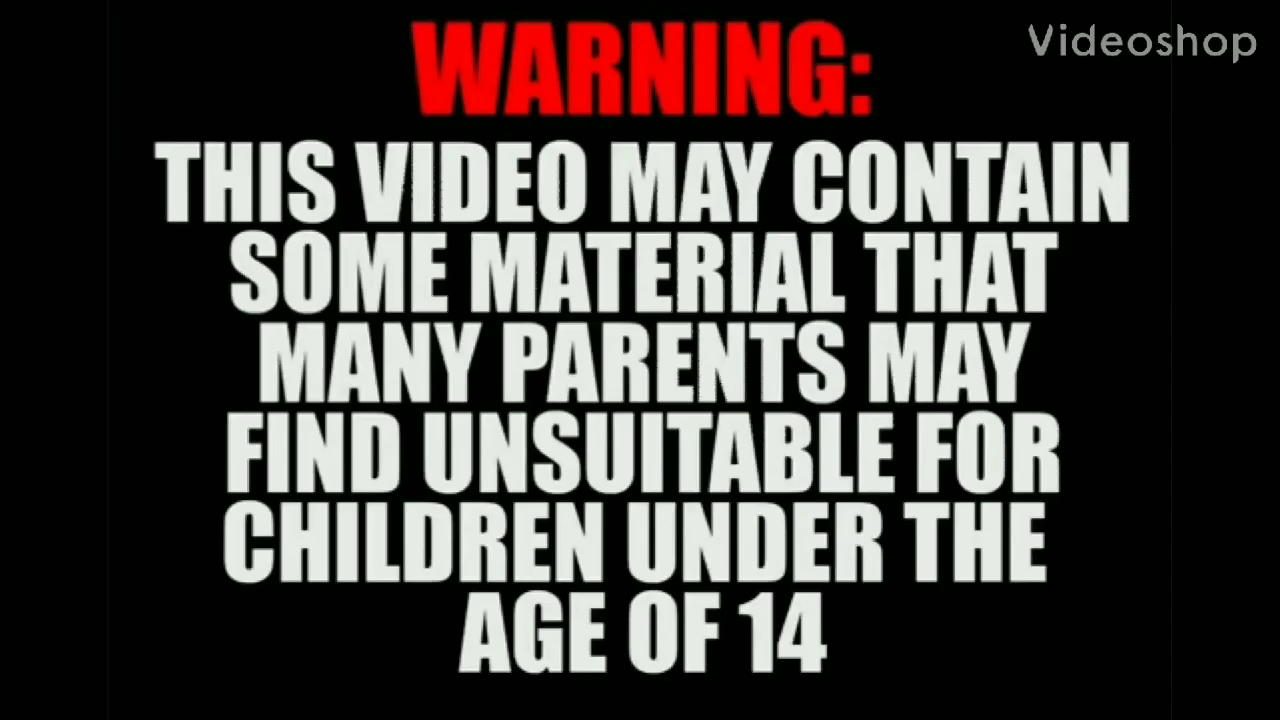 Videoshop
WARNING:
THIS VIDEO MAY CONTAIN
SOME MATERIAL THAT
MANY PARENTS MAY
FIND UNSUITABLE FOR
CHILDREN UNDER THE
AGE OF 14